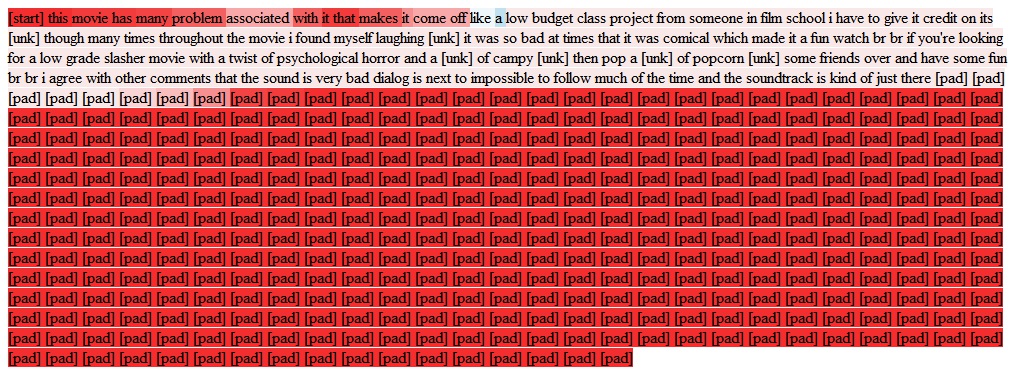 [start] this movie has many problem associated with it that makes it come off like a low budget class project from someone in film school i have to give it credit on its
[unk] though many times throughout the movie i found myself laughing [unk] it was so bad at times that it was comical which made it a fun watch br br if you're looking
for a low grade slasher movie with a twist of psychological horror and a [unk] of campy [unk] then pop a [unk] of popcorn [unk] some friends over and have some fun
br br i agree with other comments that the sound is very bad dialog is next to impossible to follow much of the time and the soundtrack is kind of just there [pad] [pad]
[pad] [pad] [pad] [pad] [pad] [pad] [pad] [pad] [pad] [pad] [pad] [pad] [pad] [pad] [pad] [pad] [pad] [pad] [pad] [pad] [pad] [pad] [pad] [pad] [pad] [pad] [pad]
[pad] [pad] [pad] [pad] [pad] [pad] [pad] [pad] [pad] [pad] [pad] [pad] [pad] [pad] [pad] [pad] [pad] [pad] [pad] [pad] [pad] [pad] [pad] [pad] [pad] [pad] [pad]
[pad] [pad] [pad] [pad] [pad] [pad] [pad] [pad] [pad] [pad] [pad] [pad] [pad] [pad] [pad] [pad] [pad] [pad] [pad] [pad] [pad] [pad] [pad] [pad] [pad] [pad] [pad]
[pad] [pad] [pad] [pad] [pad] [pad] [pad] [pad] [pad] [pad] [pad] [pad] [pad] [pad] [pad] [pad] [pad] [pad] [pad] [pad] [pad] [pad] [pad] [pad] [pad] [pad] [pad]
[pad] [pad] [pad] [pad] [pad] [pad] [pad] [pad] [pad] [pad] [pad] [pad] [pad] [pad] [pad] [pad] [pad] [pad] [pad] [pad] [pad] [pad] [pad] [pad] [pad] [pad] [pad]
[pad] [pad] [pad] [pad] [pad] [pad] [pad] [pad] [pad] [pad] [pad] [pad] [pad] [pad] [pad] [pad] [pad] [pad] [pad] [pad] [pad] [pad] [pad] [pad] [pad] [pad] [pad]
[pad] [pad] [pad] [pad] [pad] [pad] [pad] [pad] [pad] [pad] [pad] [pad] [pad] [pad] [pad] [pad] [pad] [pad] [pad] [pad] [pad] [pad] [pad] [pad] [pad] [pad] [pad]
[pad] [pad] [pad] [pad] [pad] [pad] [pad] [pad] [pad] [pad] [pad] [pad] [pad] [pad] [pad] [pad] [pad] [pad] [pad] [pad] [pad] [pad] [pad] [pad] [pad] [pad] [pad]
[pad] [pad] [pad] [pad] [pad] [pad] [pad] [pad] [pad] [pad] [pad] [pad] [pad] [pad] [pad] [pad] [pad] [pad] [pad] [pad] [pad] [pad] [pad] [pad] [pad] [pad] [pad]
[pad] [pad] [pad] [pad] [pad] [pad] [pad] [pad] [pad] [pad] [pad] [pad] [pad] [pad] [pad] [pad] [pad] [pad] [pad] [pad] [pad] [pad] [pad] [pad] [pad] [pad] [pad]
[pad] [pad] [pad] [pad] [pad] [pad] [pad] [pad] [pad] [pad] [pad] [pad] [pad] [pad] [pad] [pad] [pad] [pad] [pad] [pad] [pad] [pad] [pad] [pad] [pad] [pad] [pad]
[pad] [pad] [pad] [pad] [pad] [pad] [pad] [pad] [pad] [pad] [pad] [pad] [pad] [pad] [pad] [pad] [pad] [pad] [pad] [pad] [pad] [pad] [pad] [pad] [pad] [pad] [pad]
[pad] [pad] [pad] [pad] [pad] [pad] [pad] [pad] [pad] [pad] [pad] [pad] [pad] [pad] [pad] [pad] [pad] [pad] [pad] [pad] [pad] [pad] [pad] [pad] [pad] [pad] [pad]
[pad] [pad] [pad] [pad] [pad] [pad] [pad] [pad] [pad] [pad] [pad] [pad] [pad] [pad] [pad] [pad] [pad]